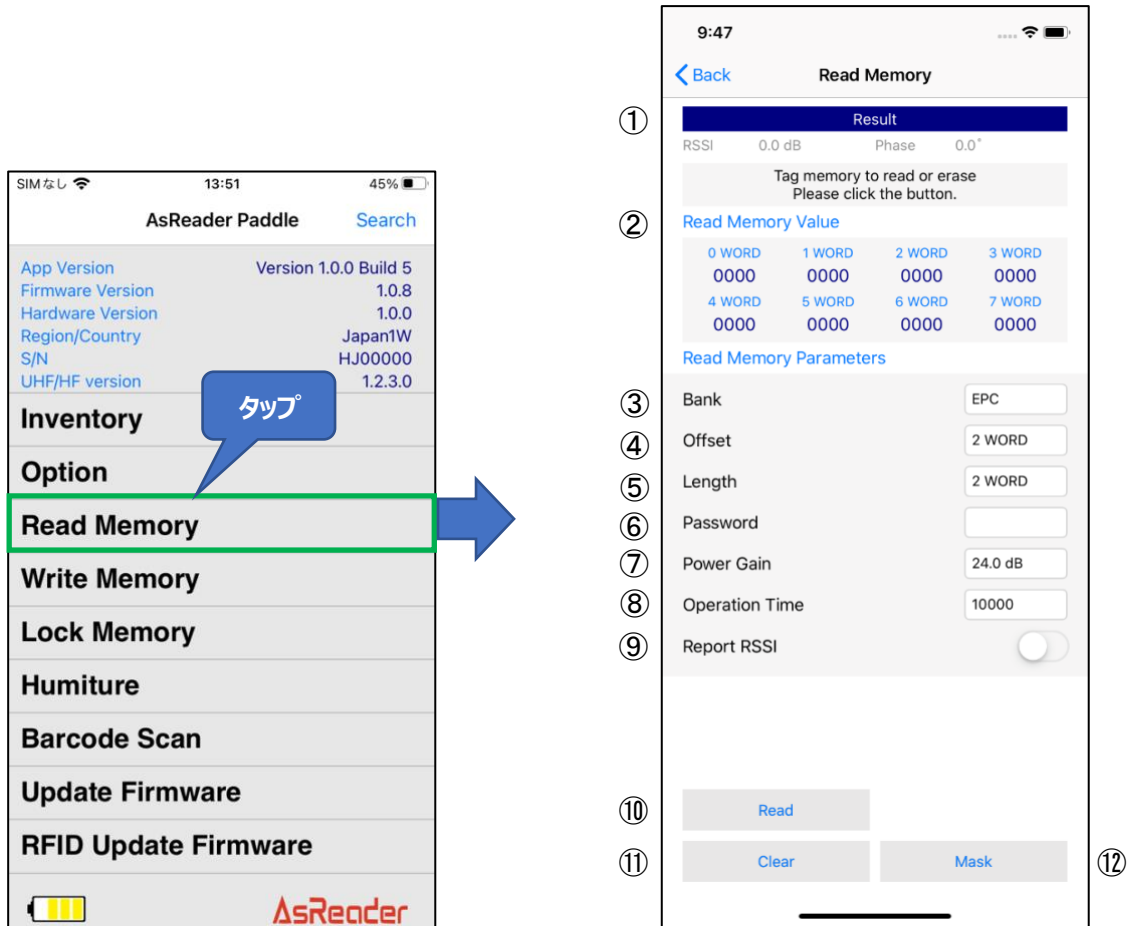 SIMなし 13:51 45%
AsReader Paddle Search
App Version Version 1.0.0 Build 5
Firmware Version 1.0.8
Hardware Version 1.0.0
Region/Country Japan1W
S/N HJ00000
UHF/HF version 1.2.3.0
タップ
Inventory
Option
Read Memory
Write Memory
Lock Memory
Humiture
Barcode Scan
Update Firmware
RFID Update Firmware
AsReader
9:47
Back Read Memory
① Result
RSSI 0.0 dB Phase 0.0°
Tag memory to read or erase
Please click the button.
② Read Memory Value
0 WORD 1 WORD 2 WORD 3 WORD
0000 0000 0000 0000
4 WORD 5 WORD 6 WORD 7 WORD
0000 0000 0000 0000
Read Memory Parameters
③ Bank EPC
④ Offset 2 WORD
⑤ Length 2 WORD
⑥ Password
⑦ Power Gain 24.0 dB
⑧ Operation Time 10000
⑨ Report RSSI
⑩ Read
⑪ Clear Mask ⑫